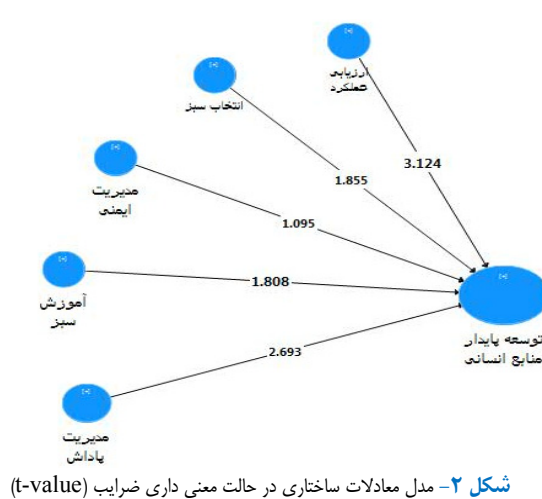 [+]
ارزیابی
عملکرد
[+]
انتخاب سبز
3.124
1.855
[+]
مدیریت
ایمنی
1.095
[+]
آموزش
سبز
1.808
[+]
توسعه پایدار
منابع انسانی
2.693
[+]
مدیریت
پاداش
شکل ۲- مدل معادلات ساختاری در حالت معنی داری ضرایب (t-value)